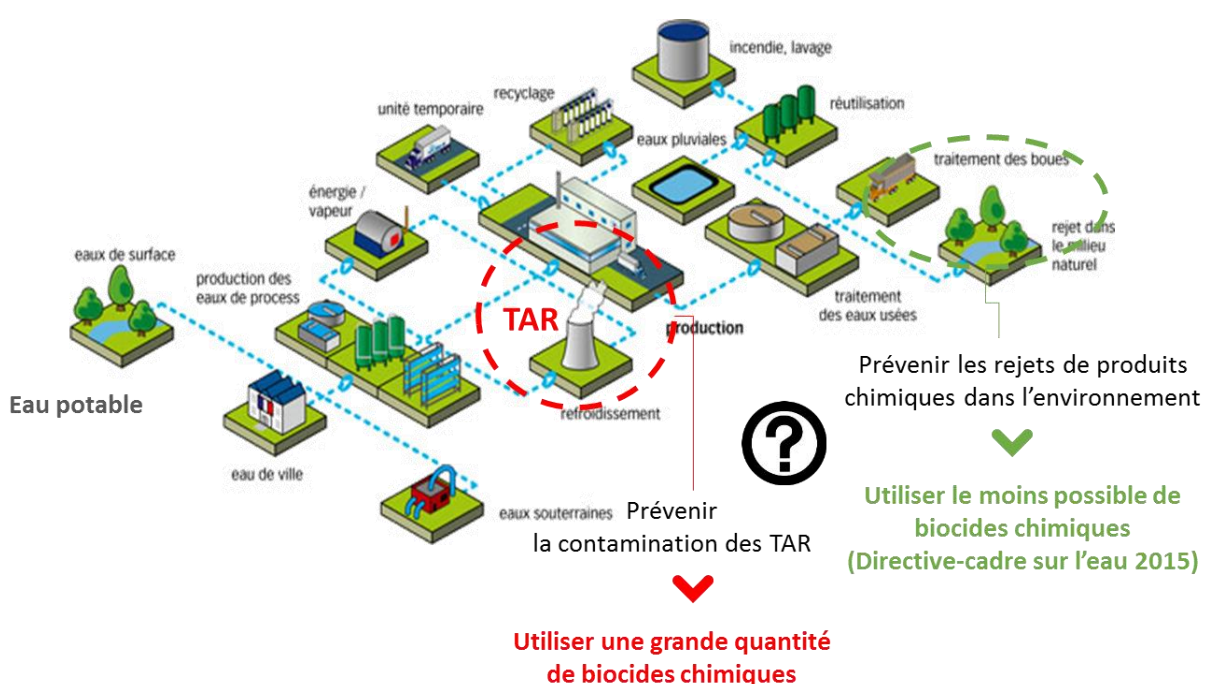 incendie, lavage
recyclage
unité temporaire
réutilisation
eaux pluviales
traitement des boues
énergie /
vapeur
rejet dans
le milieu
naturel
eaux de surface
production des
eaux de process
traitement
des eaux usées
TAR
production
Eau potable
refroidissement
eau de ville
eaux souterraines
Prévenir les rejets de produits
chimiques dans l’environnement
?
Utiliser le moins possible de
biocides chimiques
(Directive-cadre sur l’eau 2015)
Prévenir
la contamination des TAR
Utiliser une grande quantité
de biocides chimiques